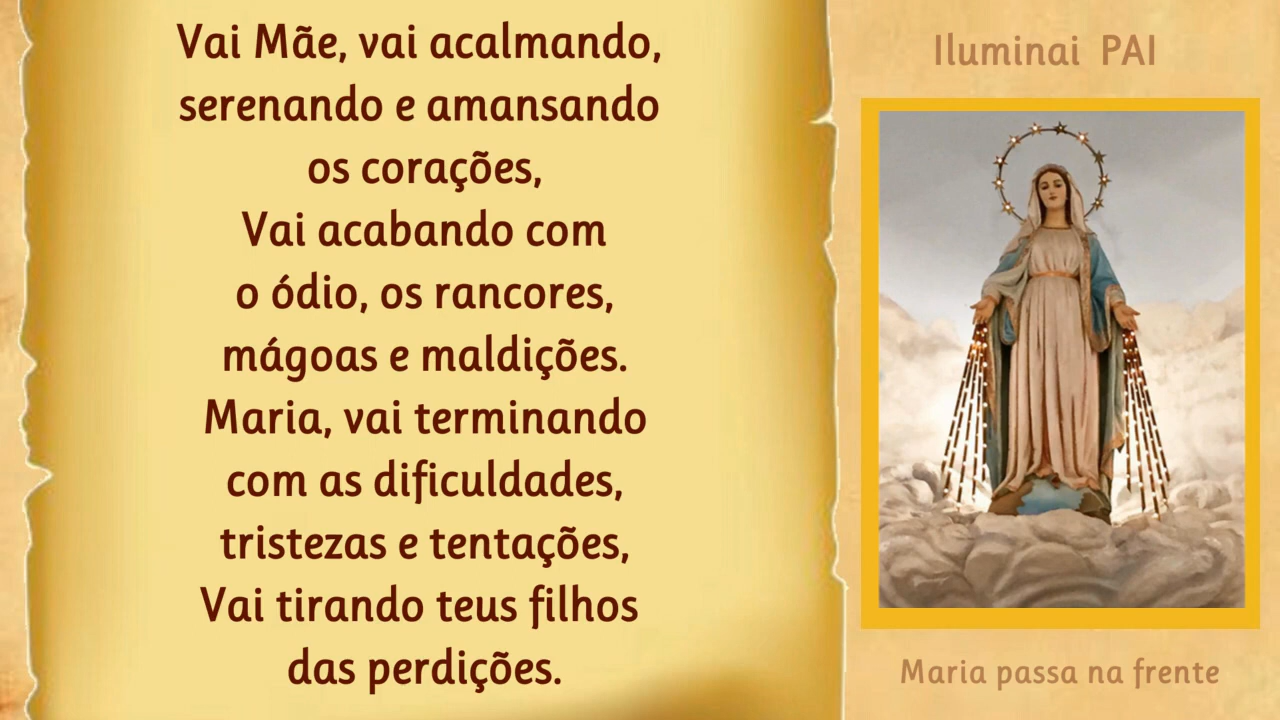 Vai Mãe, vai acalmando,
serenando e amansando
os corações,
Vai acabando com
o ódio, os rancores,
mágoas e maldições.
Maria, vai terminando
com as dificuldades,
tristezas e tentações,
Vai tirando teus filhos
das perdições.
Iluminai PAI
Maria passa na frente